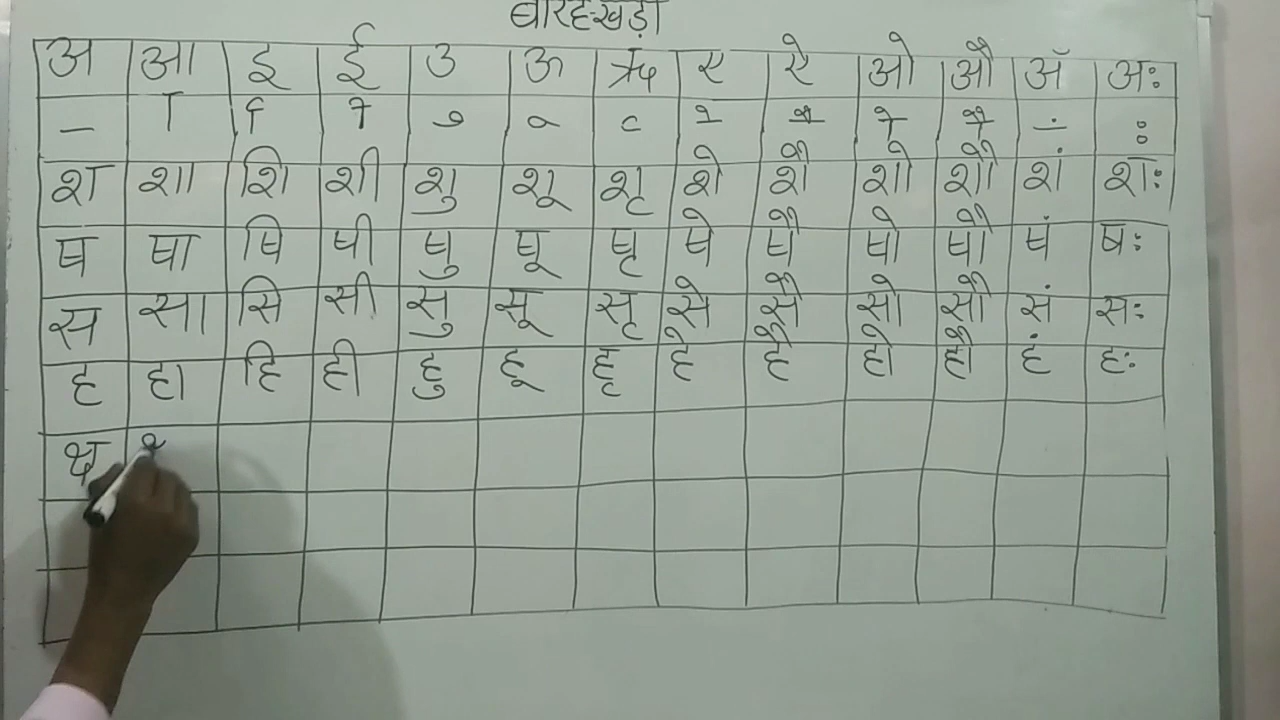 बारहखड़ी
अ आ इ ई उ ऊ ऋ ए ऐ ओ औ अं अः
– ा ि ी ु ू ृ े ै ो ौ ं ः
श शा शि शी शु शू शृ शे शै शो शौ शं शः
ष षा षि षी षु षू षृ षे षै षो षौ षं षः
स सा सि सी सु सू सृ से सै सो सौ सं सः
ह हा हि ही हु हू हृ हे है हो हौ हं हः
क्ष